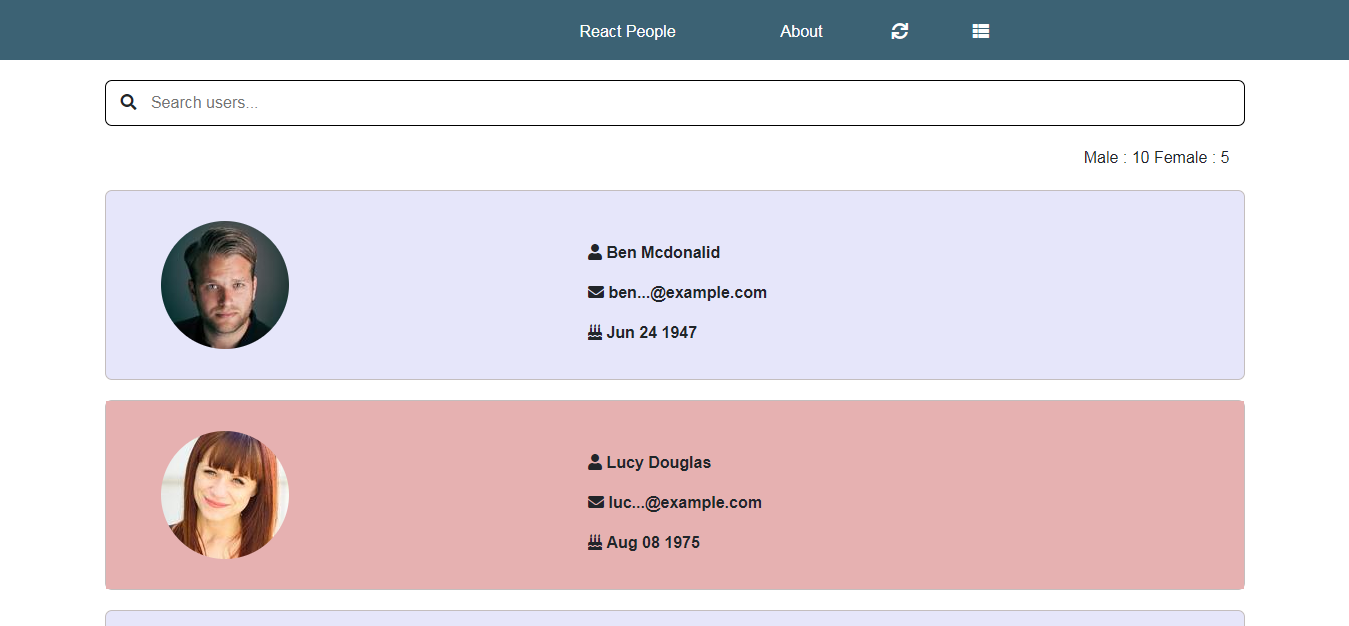 React People About
Search users...
Male : 10 Female : 5
Ben Mcdonalid
ben...@example.com
Jun 24 1947
Lucy Douglas
luc...@example.com
Aug 08 1975